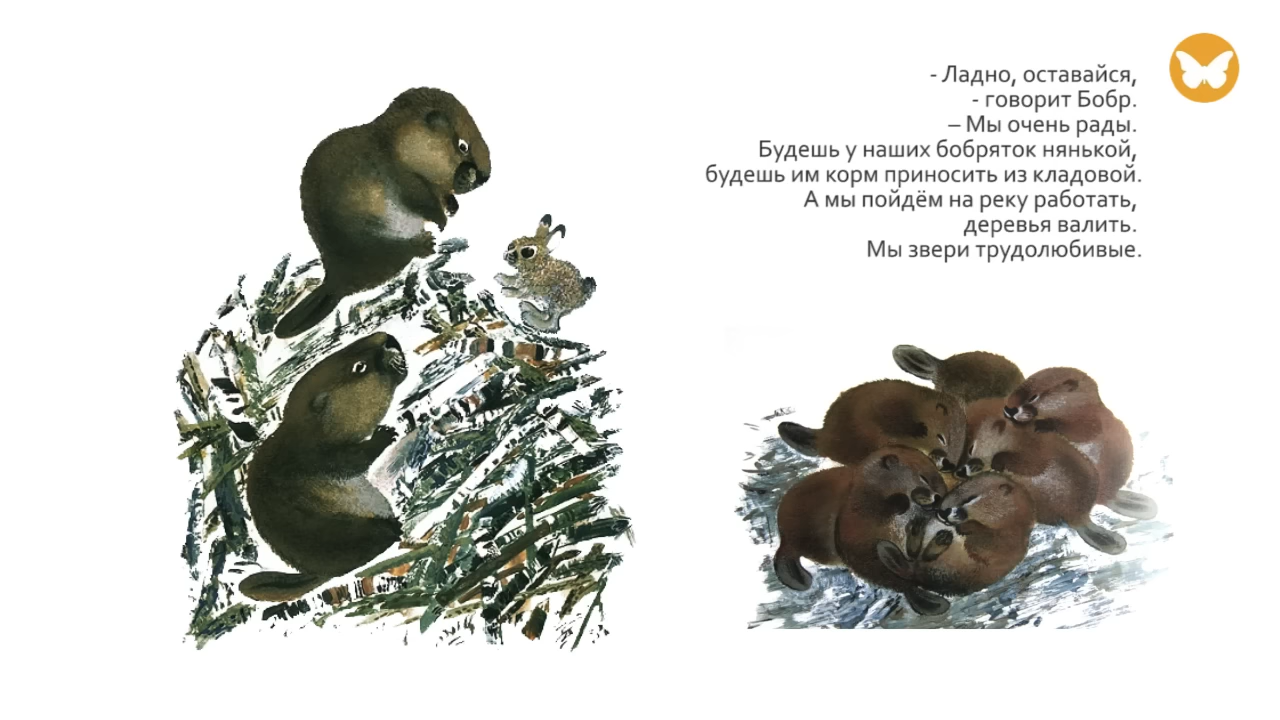 - Ладно, оставайся,
- говорит Бобр.
– Мы очень рады.
Будешь у наших бобряток нянькой,
будешь им корм приносить из кладовой.
А мы пойдём на реку работать,
деревья валить.
Мы звери трудолюбивые.